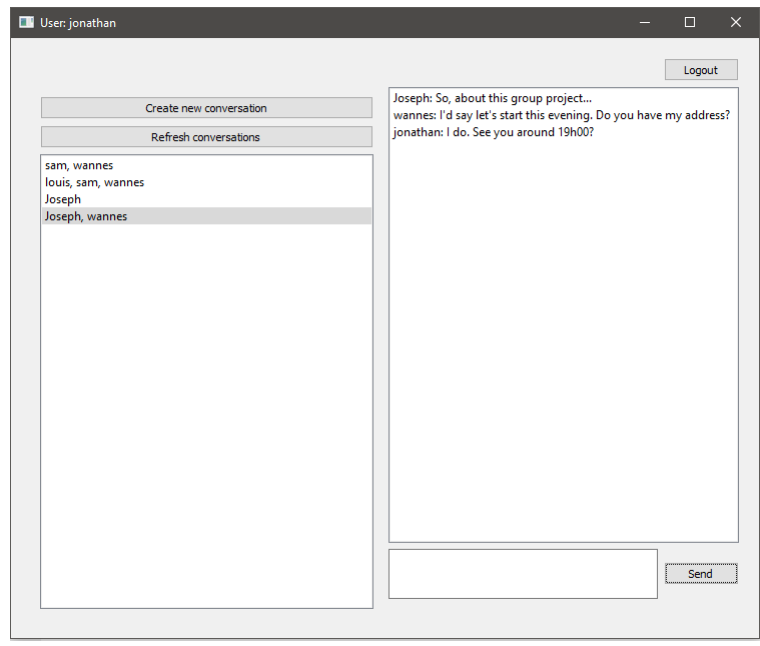 User: jonathan
Logout
Create new conversation
Refresh conversations
sam, wannes
louis, sam, wannes
Joseph
Joseph, wannes
Joseph: So, about this group project...
wannes: I'd say let's start this evening. Do you have my address?
jonathan: I do. See you around 19h00?
Send